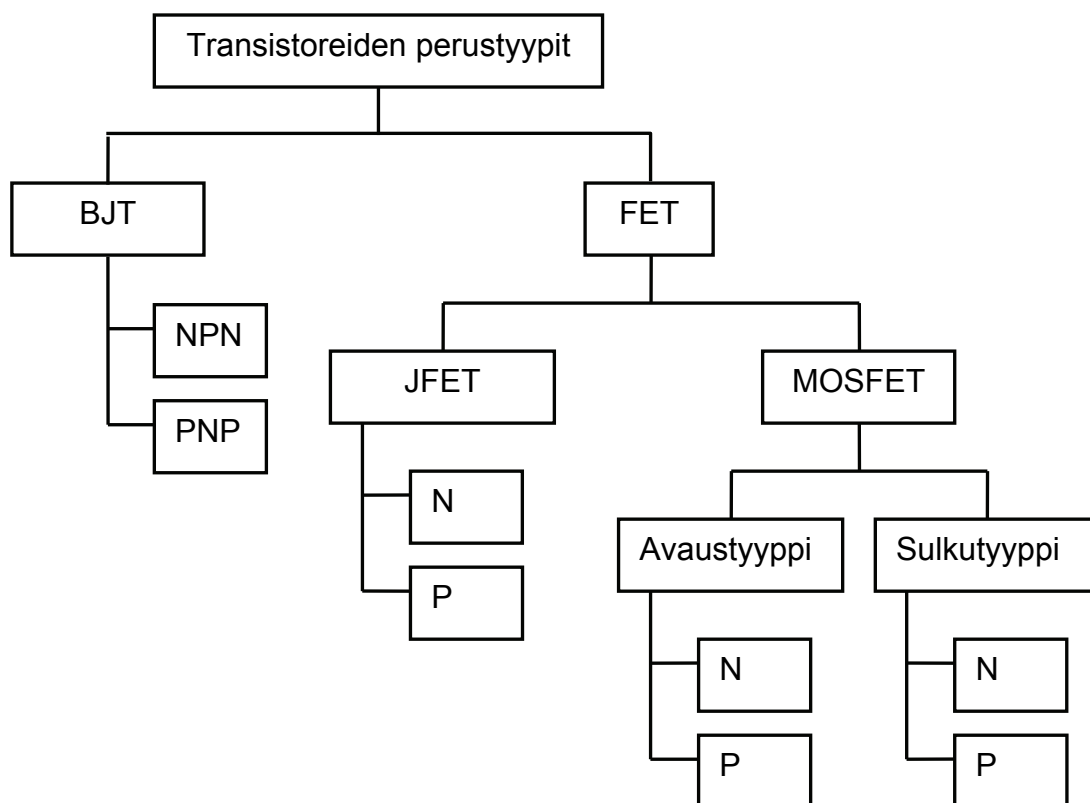 Transistoreiden perustyypit
BJT
FET
NPN
PNP
JFET
MOSFET
N
P
Avaustyyppi
Sulkutyyppi
N
N
P
P